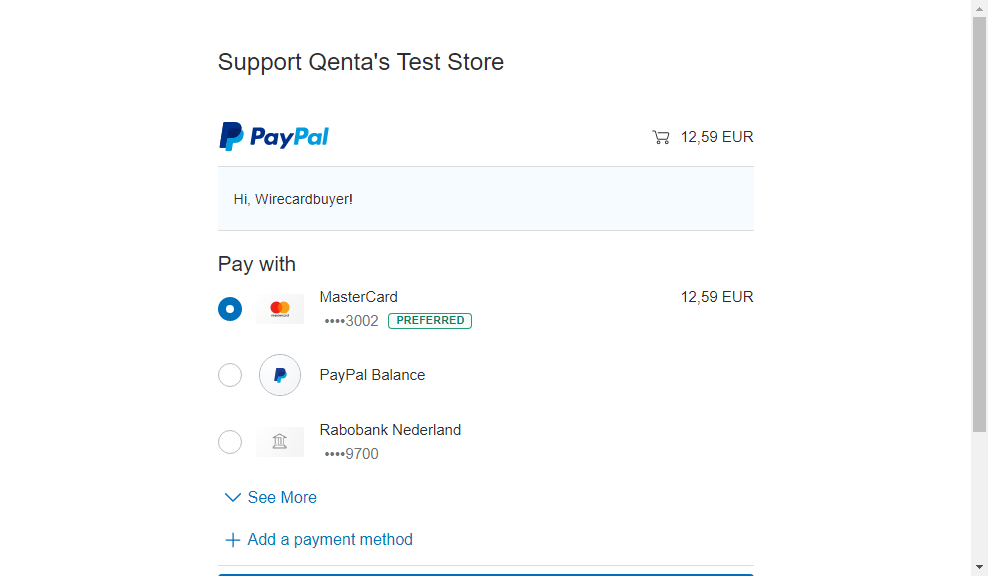 Support Qenta's Test Store
PayPal
12,59 EUR
Hi, Wirecardbuyer!
Pay with
MasterCard
12,59 EUR
••••3002 PREFERRED
PayPal Balance
Rabobank Nederland
••••9700
See More
Add a payment method